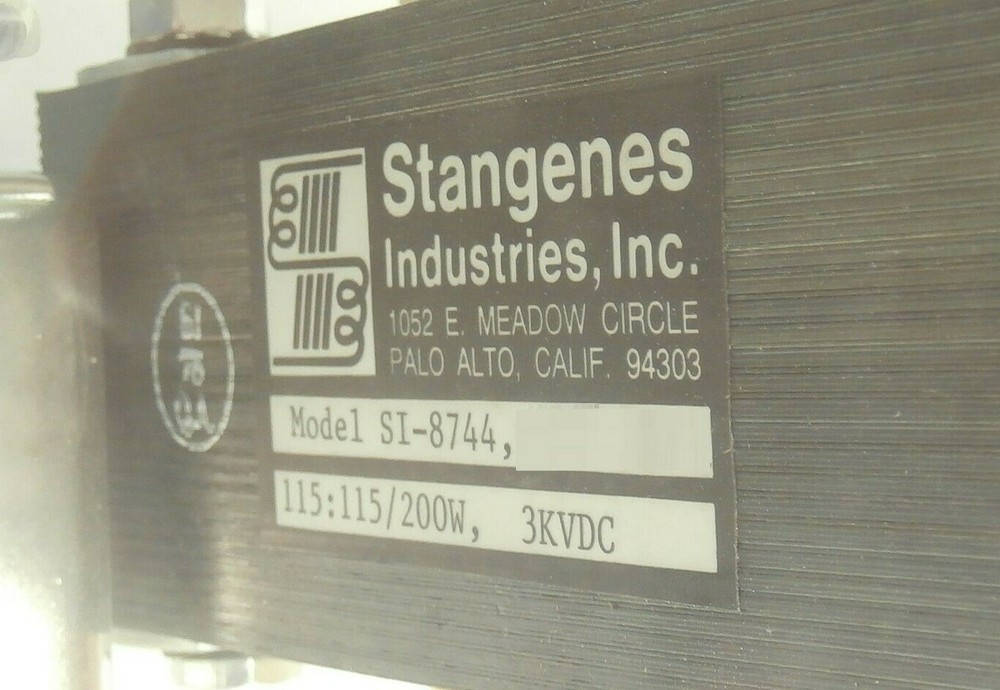 Stangenes
Industries, Inc.
1052 E. MEADOW CIRCLE
PALO ALTO, CALIF. 94303
Model SI-8744,
115:115/200W, 3KVDC